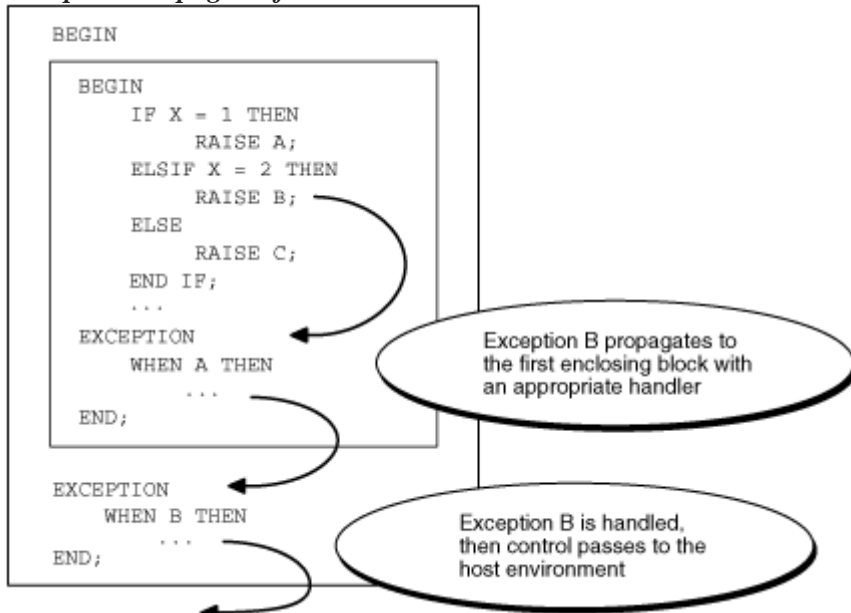 BEGIN
BEGIN
IF X = 1 THEN
RAISE A;
ELSIF X = 2 THEN
RAISE B;
ELSE
RAISE C;
END IF;
...
EXCEPTION
WHEN A THEN
...
END;
Exception B propagates to
the first enclosing block with
an appropriate handler
EXCEPTION
WHEN B THEN
...
END;
Exception B is handled,
then control passes to the
host environment